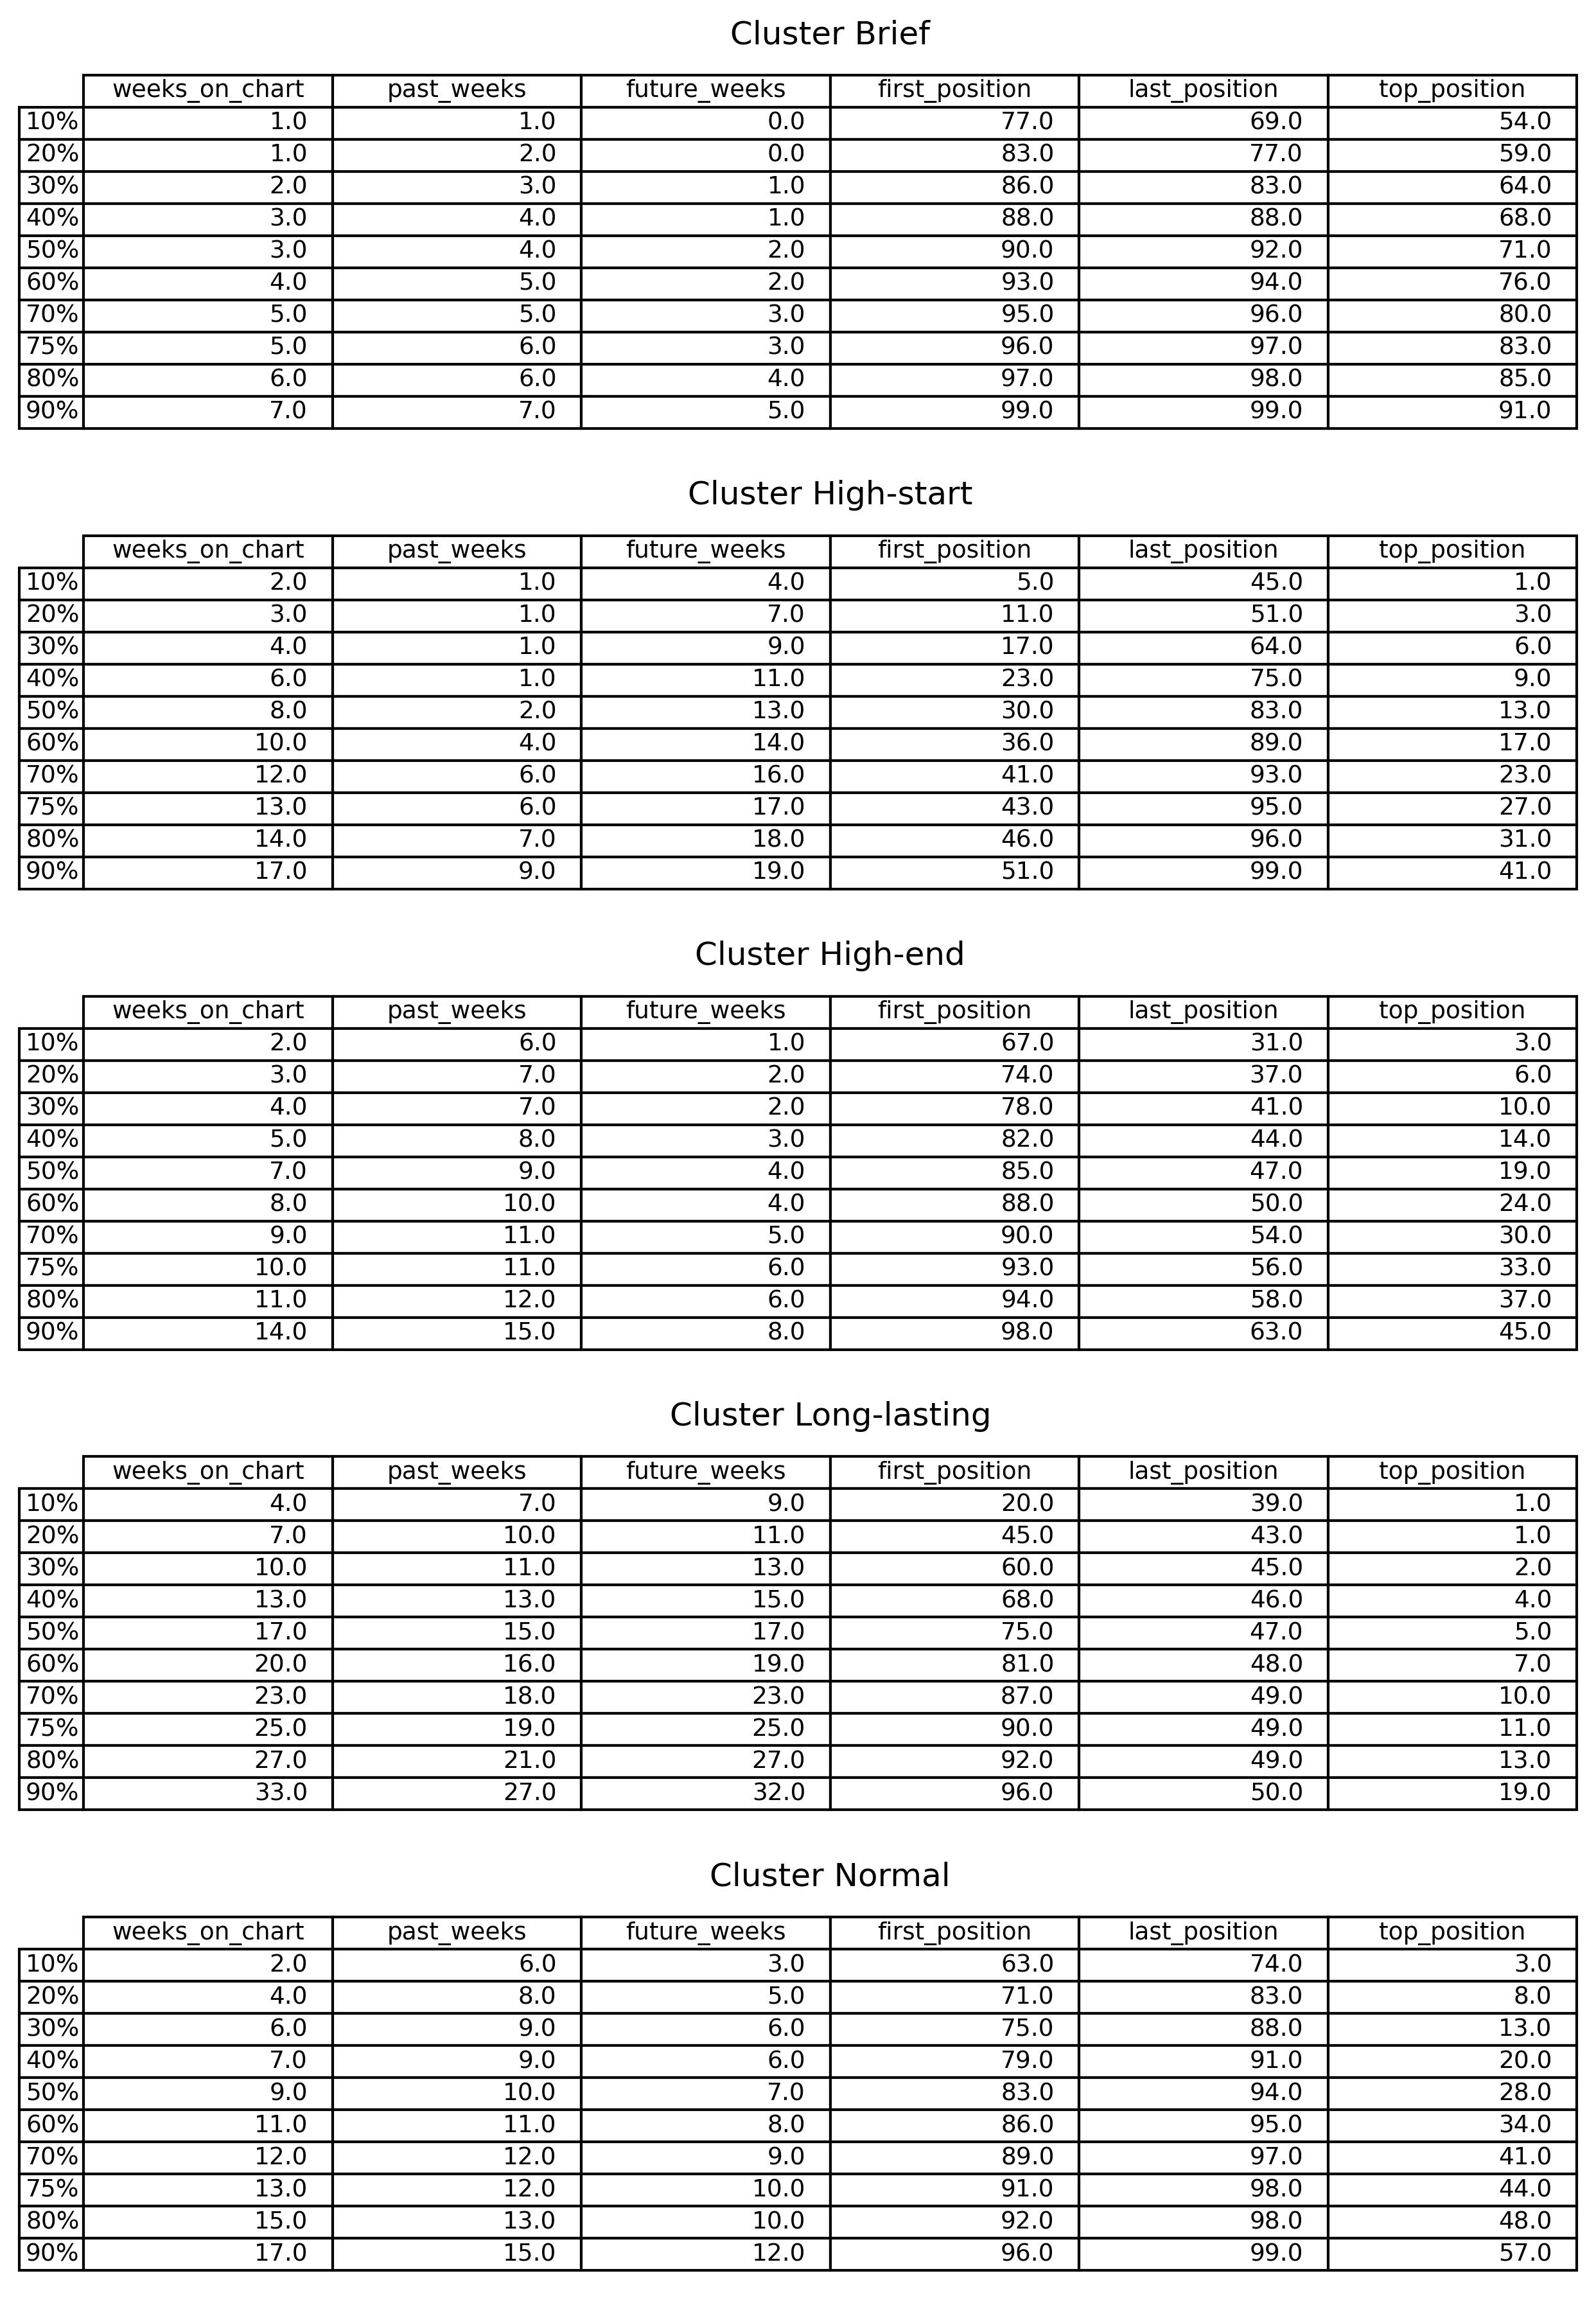 Cluster Brief
weeks_on_chart past_weeks future_weeks first_position last_position top_position
10% 1.0 1.0 0.0 77.0 69.0 54.0
20% 1.0 2.0 0.0 83.0 77.0 59.0
30% 2.0 3.0 1.0 86.0 83.0 64.0
40% 3.0 4.0 1.0 88.0 88.0 68.0
50% 3.0 4.0 2.0 90.0 92.0 71.0
60% 4.0 5.0 2.0 93.0 94.0 76.0
70% 5.0 5.0 3.0 95.0 96.0 80.0
75% 5.0 6.0 3.0 96.0 97.0 83.0
80% 6.0 6.0 4.0 97.0 98.0 85.0
90% 7.0 7.0 5.0 99.0 99.0 91.0
Cluster High-start
weeks_on_chart past_weeks future_weeks first_position last_position top_position
10% 2.0 1.0 4.0 5.0 45.0 1.0
20% 3.0 1.0 7.0 11.0 51.0 3.0
30% 4.0 1.0 9.0 17.0 64.0 6.0
40% 6.0 1.0 11.0 23.0 75.0 9.0
50% 8.0 2.0 13.0 30.0 83.0 13.0
60% 10.0 4.0 14.0 36.0 89.0 17.0
70% 12.0 6.0 16.0 41.0 93.0 23.0
75% 13.0 6.0 17.0 43.0 95.0 27.0
80% 14.0 7.0 18.0 46.0 96.0 31.0
90% 17.0 9.0 19.0 51.0 99.0 41.0
Cluster High-end
weeks_on_chart past_weeks future_weeks first_position last_position top_position
10% 2.0 6.0 1.0 67.0 31.0 3.0
20% 3.0 7.0 2.0 74.0 37.0 6.0
30% 4.0 7.0 2.0 78.0 41.0 10.0
40% 5.0 8.0 3.0 82.0 44.0 14.0
50% 7.0 9.0 4.0 85.0 47.0 19.0
60% 8.0 10.0 4.0 88.0 50.0 24.0
70% 9.0 11.0 5.0 90.0 54.0 30.0
75% 10.0 11.0 6.0 93.0 56.0 33.0
80% 11.0 12.0 6.0 94.0 58.0 37.0
90% 14.0 15.0 8.0 98.0 63.0 45.0
Cluster Long-lasting
weeks_on_chart past_weeks future_weeks first_position last_position top_position
10% 4.0 7.0 9.0 20.0 39.0 1.0
20% 7.0 10.0 11.0 45.0 43.0 1.0
30% 10.0 11.0 13.0 60.0 45.0 2.0
40% 13.0 13.0 15.0 68.0 46.0 4.0
50% 17.0 15.0 17.0 75.0 47.0 5.0
60% 20.0 16.0 19.0 81.0 48.0 7.0
70% 23.0 18.0 23.0 87.0 49.0 10.0
75% 25.0 19.0 25.0 90.0 49.0 11.0
80% 27.0 21.0 27.0 92.0 49.0 13.0
90% 33.0 27.0 32.0 96.0 50.0 19.0
Cluster Normal
weeks_on_chart past_weeks future_weeks first_position last_position top_position
10% 2.0 6.0 3.0 63.0 74.0 3.0
20% 4.0 8.0 5.0 71.0 83.0 8.0
30% 6.0 9.0 6.0 75.0 88.0 13.0
40% 7.0 9.0 6.0 79.0 91.0 20.0
50% 9.0 10.0 7.0 83.0 94.0 28.0
60% 11.0 11.0 8.0 86.0 95.0 34.0
70% 12.0 12.0 9.0 89.0 97.0 41.0
75% 13.0 12.0 10.0 91.0 98.0 44.0
80% 15.0 13.0 10.0 92.0 98.0 48.0
90% 17.0 15.0 12.0 96.0 99.0 57.0